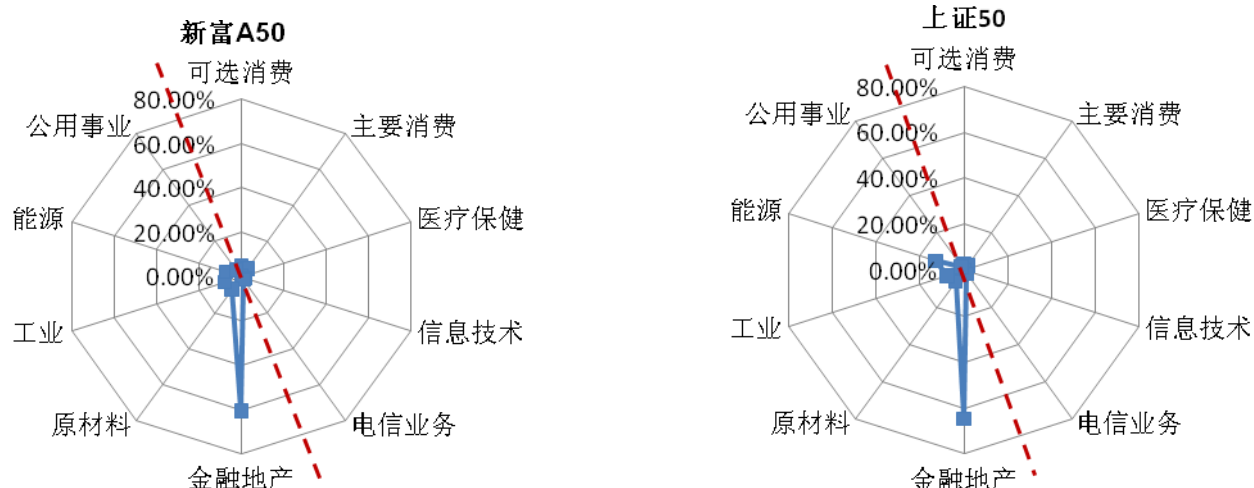 新富A50
可选消费
80.00%
公用事业
主要消费
60.00%
40.00%
能源
医疗保健
20.00%
0.00%
工业
信息技术
原材料
电信业务
金融地产
上证50
可选消费
80.00%
公用事业
主要消费
60.00%
40.00%
能源
医疗保健
20.00%
0.00%
工业
信息技术
原材料
电信业务
金融地产